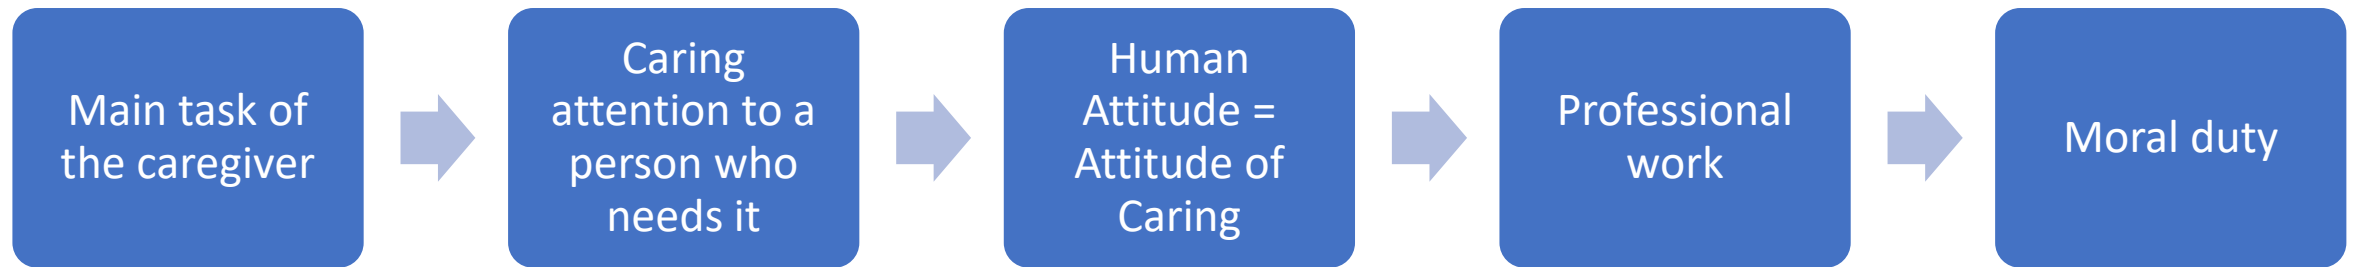 Main task of
the caregiver
Caring
attention to a
person who
needs it
Human
Attitude =
Attitude of
Caring
Professional
work
Moral duty